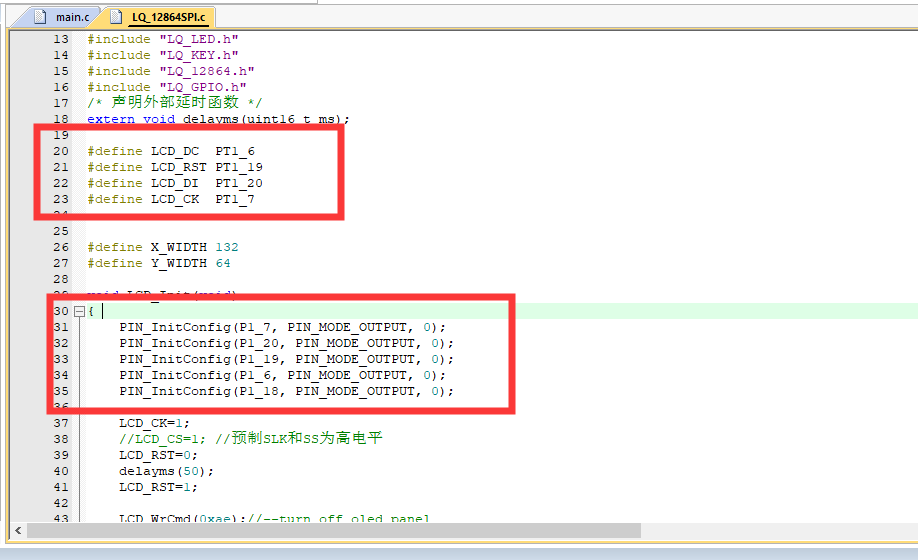 main.c LQ_12864SPI.c
13 #include "LQ_LED.h"
14 #include "LQ_KEY.h"
15 #include "LQ_12864.h"
16 #include "LQ_GPIO.h"
17 /* 声明外部延时函数 */
18 extern void delayms(uint16_t ms);
19
20 #define LCD_DC  PT1_6
21 #define LCD_RST PT1_19
22 #define LCD_DI  PT1_20
23 #define LCD_CK  PT1_7
24
25
26 #define X_WIDTH 132
27 #define Y_WIDTH 64
28
29 void LCD_Init(void)
30 {
31 PIN_InitConfig(P1_7, PIN_MODE_OUTPUT, 0);
32 PIN_InitConfig(P1_20, PIN_MODE_OUTPUT, 0);
33 PIN_InitConfig(P1_19, PIN_MODE_OUTPUT, 0);
34 PIN_InitConfig(P1_6, PIN_MODE_OUTPUT, 0);
35 PIN_InitConfig(P1_18, PIN_MODE_OUTPUT, 0);
36
37 LCD_CK=1;
38 //LCD_CS=1; //预制SLK和SS为高电平
39 LCD_RST=0;
40 delayms(50);
41 LCD_RST=1;
42
43 LCD_WrCmd(0xae);//--turn off oled panel